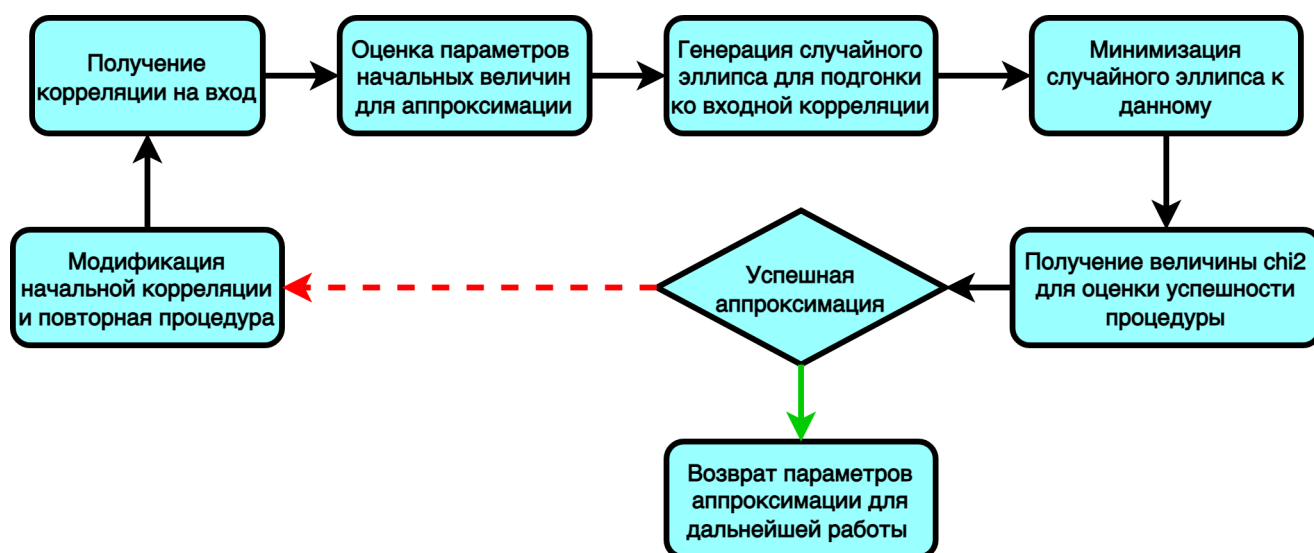 Получение
корреляции на вход
Оценка параметров
начальных величин
для аппроксимации
Генерация случайного
эллипса для подгонки
ко входной корреляции
Минимизация
случайного эллипса к
данному
Модификация
начальной корреляции
и повторная процедура
Успешная
аппроксимация
Получение величины chi2
для оценки успешности
процедуры
Возврат параметров
аппроксимации для
дальнейшей работы